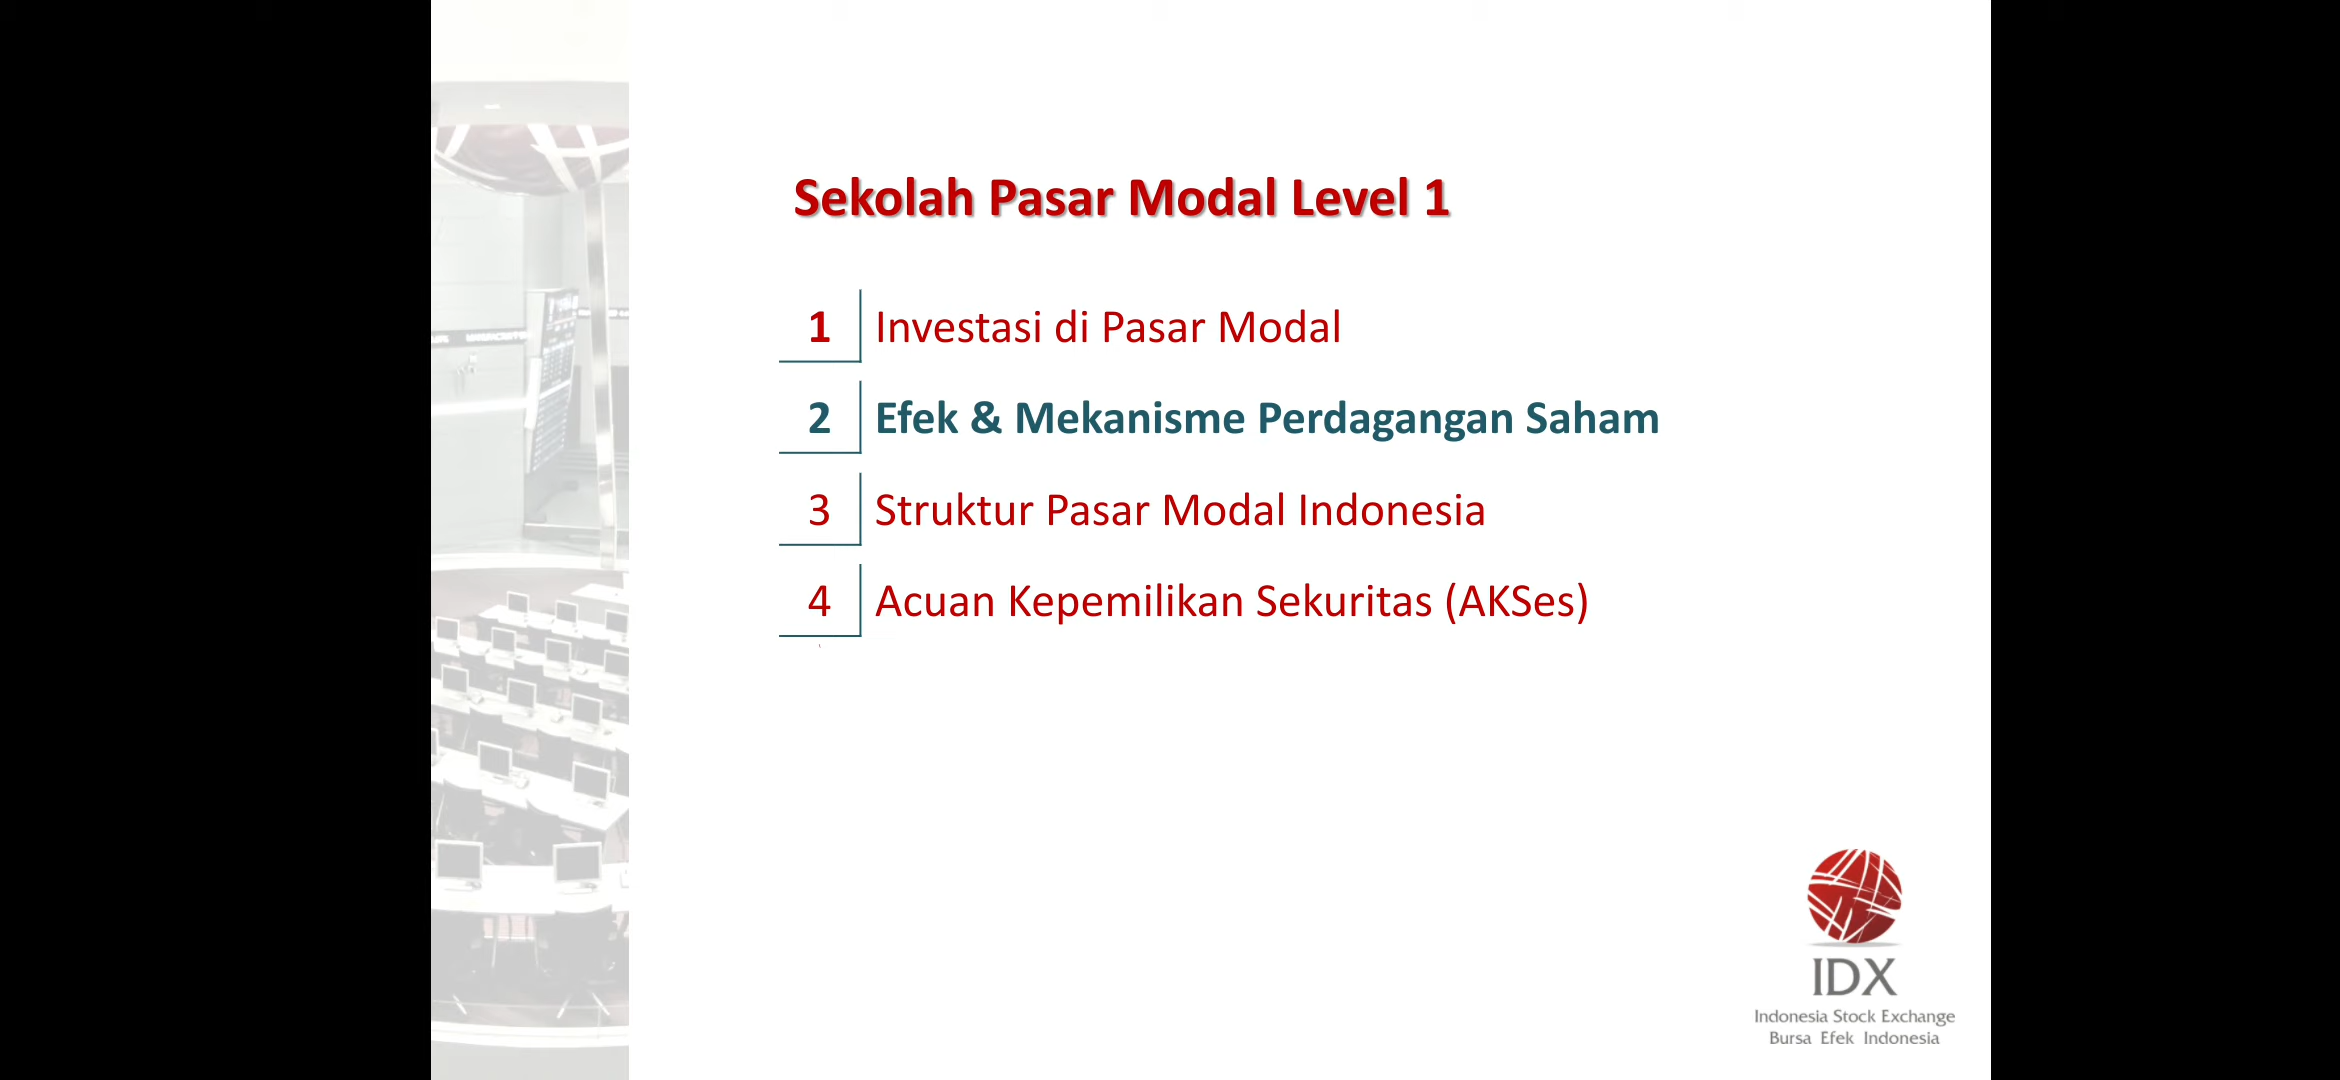 Sekolah Pasar Modal Level 1
1 Investasi di Pasar Modal
2 Efek & Mekanisme Perdagangan Saham
3 Struktur Pasar Modal Indonesia
4 Acuan Kepemilikan Sekuritas (AKSes)
IDX
Indonesia Stock Exchange
Bursa Efek Indonesia